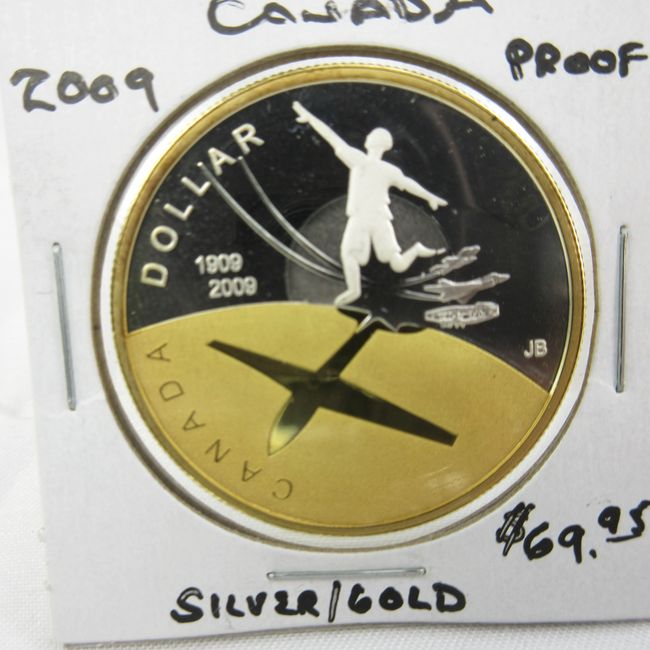 CANADA
2009
PROOF
DOLLAR
1909
2009
JB
CANADA
$69.95
SILVER/GOLD